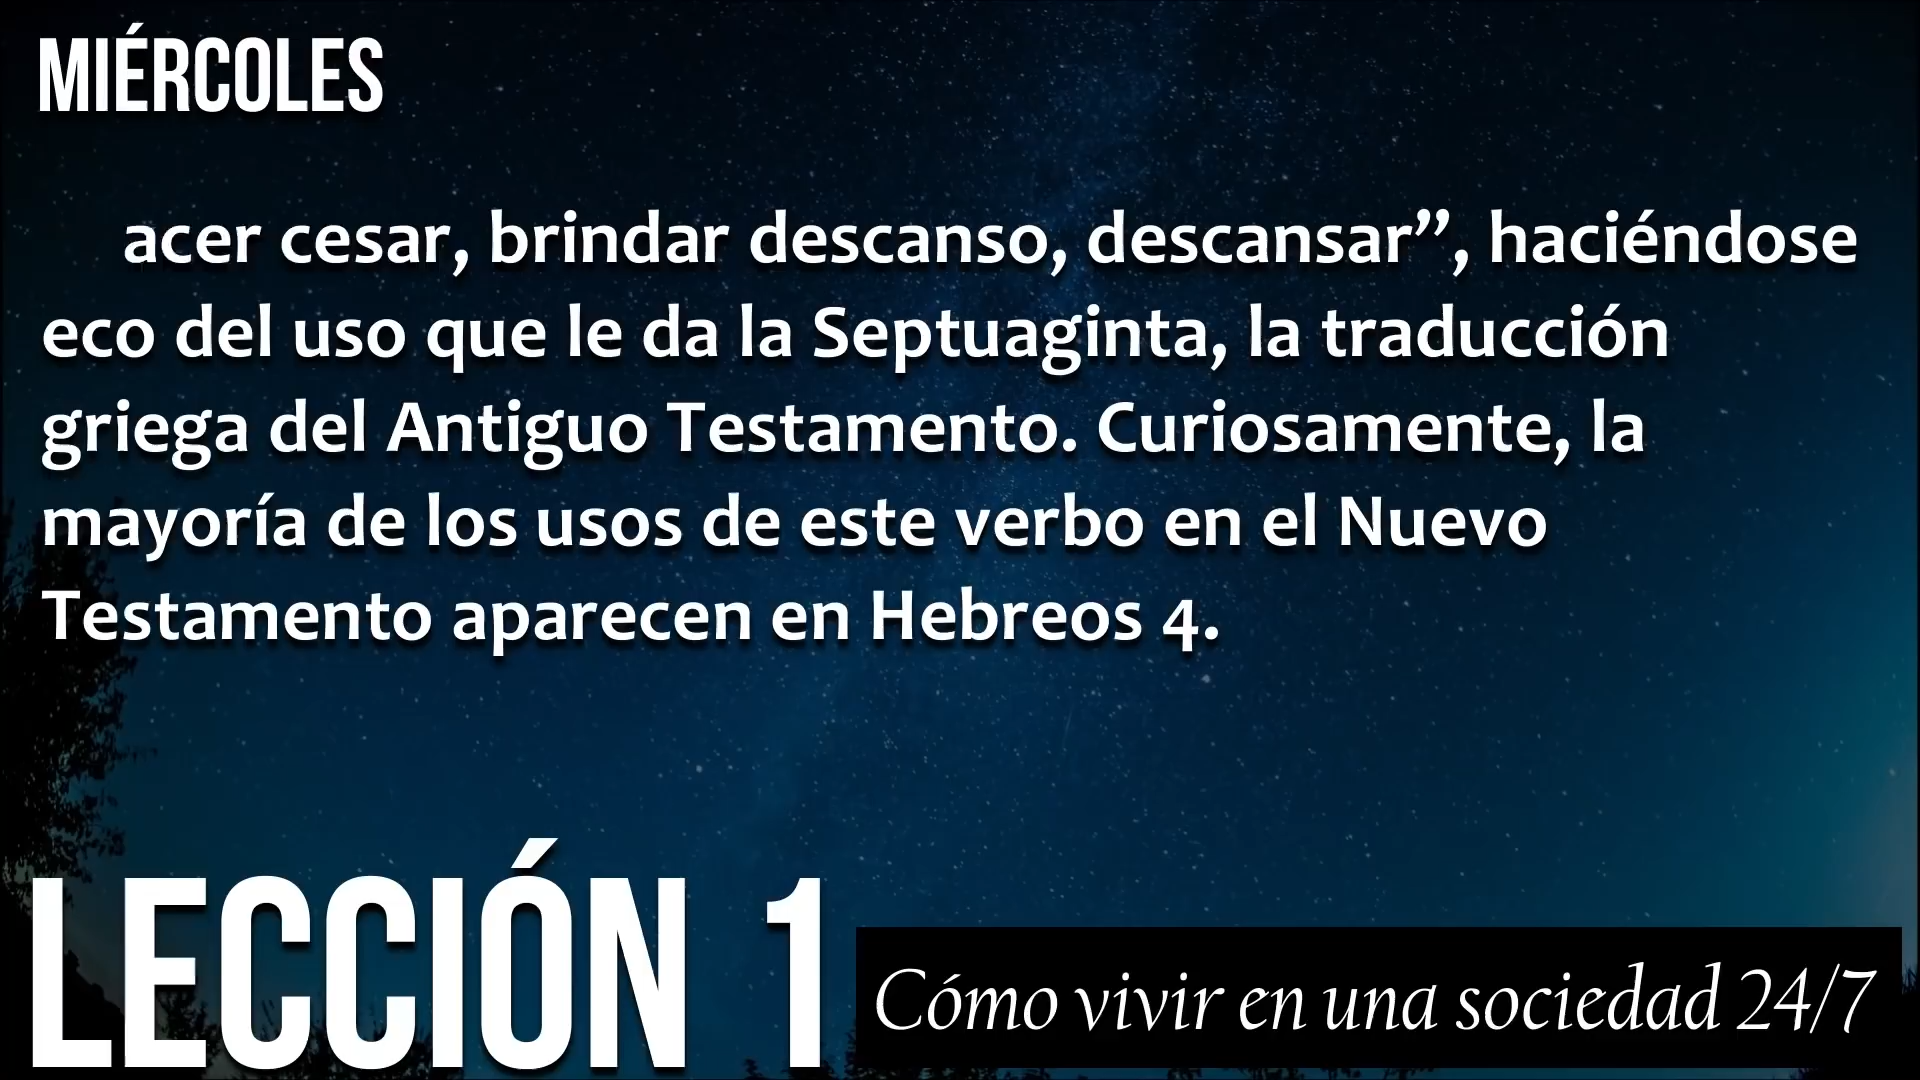 MIÉRCOLES
acer cesar, brindar descanso, descansar”, haciéndose
eco del uso que le da la Septuaginta, la traducción
griega del Antiguo Testamento. Curiosamente, la
mayoría de los usos de este verbo en el Nuevo
Testamento aparecen en Hebreos 4.
LECCIÓN 1
Cómo vivir en una sociedad 24/7